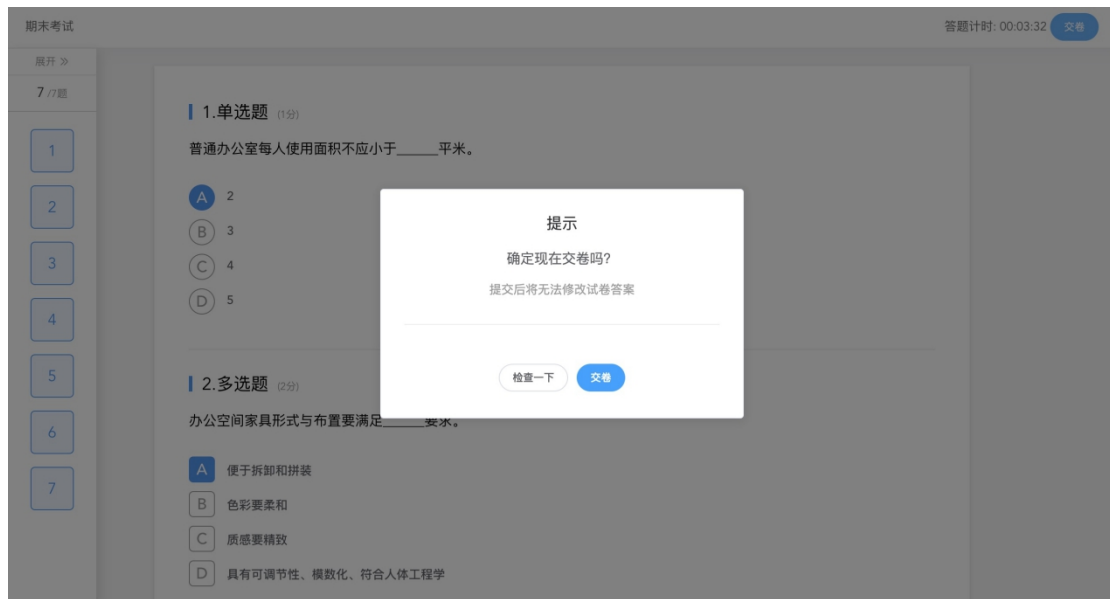 期末考试
答题计时: 00:03:32 交卷
展开 »
7 /7题
1
2
3
4
5
6
7
1.单选题 (1分)
普通办公室每人使用面积不应小于______平米。
A 2
B 3
C 4
D 5
提示
确定现在交卷吗?
提交后将无法修改试卷答案
检查一下 交卷
2.多选题 (2分)
办公空间家具形式与布置要满足______要求。
A 便于拆卸和拼装
B 色彩要柔和
C 质感要精致
D 具有可调节性、模数化、符合人体工程学